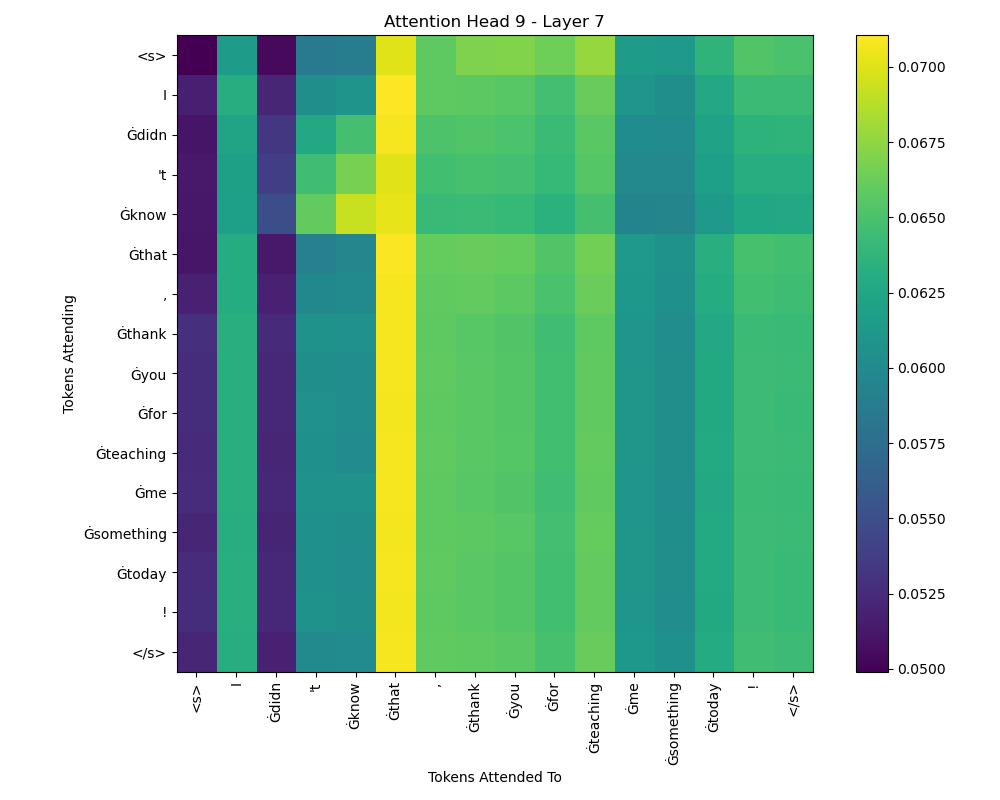 Attention Head 9 - Layer 7
<s>
I
Ġdidn
't
Ġknow
Ġthat
,
Ġthank
Ġyou
Ġfor
Ġteaching
Ġme
Ġsomething
Ġtoday
!
</s>
Tokens Attending
<s>
I
Ġdidn
't
Ġknow
Ġthat
,
Ġthank
Ġyou
Ġfor
Ġteaching
Ġme
Ġsomething
Ġtoday
!
</s>
Tokens Attended To
0.0700
0.0675
0.0650
0.0625
0.0600
0.0575
0.0550
0.0525
0.0500